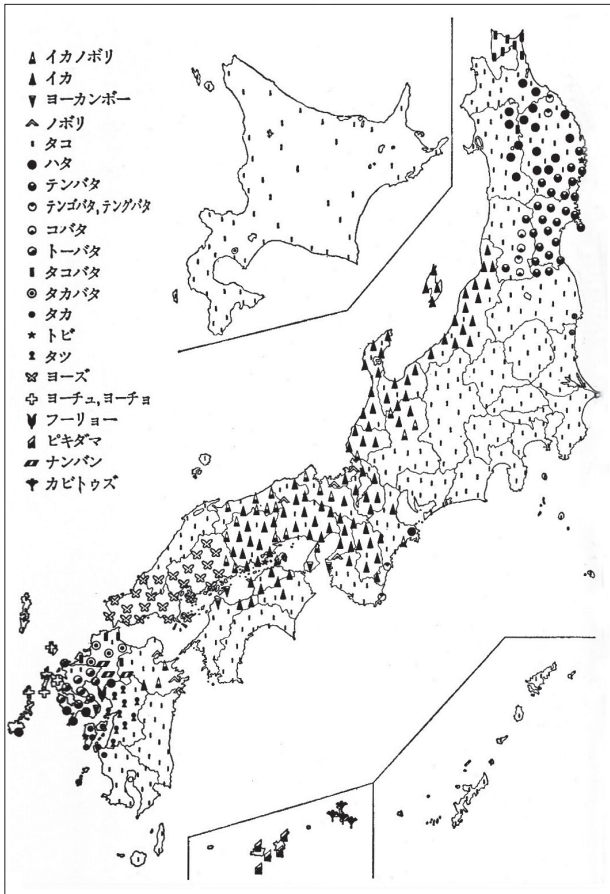 イカノボリ
イカ
ヨーカンボー
ノボリ
タコ
ハタ
テンバタ
テンゴバタ,テングバタ
コバタ
トーバタ
タコバタ
タカバタ
タカ
トビ
タツ
ヨーズ
ヨーチュ,ヨーチョ
フーリョー
ピキダマ
ナンバン
カビトゥズ